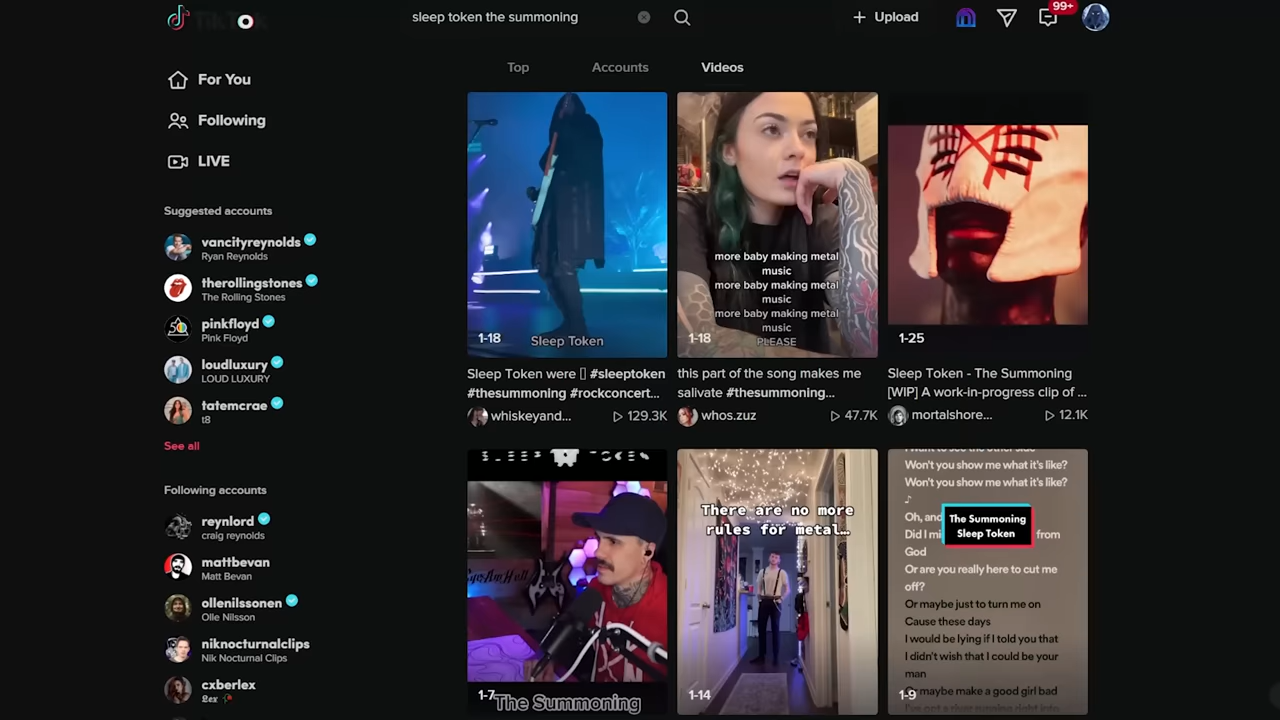 sleep token the summoning
Upload
99+
For You
Following
LIVE
Suggested accounts
vancityreynolds
Ryan Reynolds
therollingstones
The Rolling Stones
pinkfloyd
Pink Floyd
loudluxury
LOUD LUXURY
tatemcrae
t8
See all
Following accounts
reynlord
craig reynolds
mattbevan
Matt Bevan
ollenilssonen
Olle Nilsson
niknocturnalclips
Nik Nocturnal Clips
cxberlex
Top Accounts Videos
1-18
Sleep Token
Sleep Token were #sleeptoken
#thesummoning #rockconcert...
whiskeyand... 129.3K
more baby making metal
music
more baby making metal
music
more baby making metal
music
PLEASE
1-18
this part of the song makes me
salivate #thesummoning...
whos.zuz 47.7K
1-25
Sleep Token - The Summoning
[WIP] A work-in-progress clip of ...
mortalshore... 12.1K
1-7
The Summoning
There are no more
rules for metal...
1-14
Won't you show me what it's like?
Won't you show me what it's like?
Oh, and
The Summoning
Sleep Token
Did I mi from
God
Or are you really here to cut me
off?
Or maybe just to turn me on
Cause these days
I would be lying if I told you that
I didn't wish that I could be your
man
Or maybe make a good girl bad
1-9